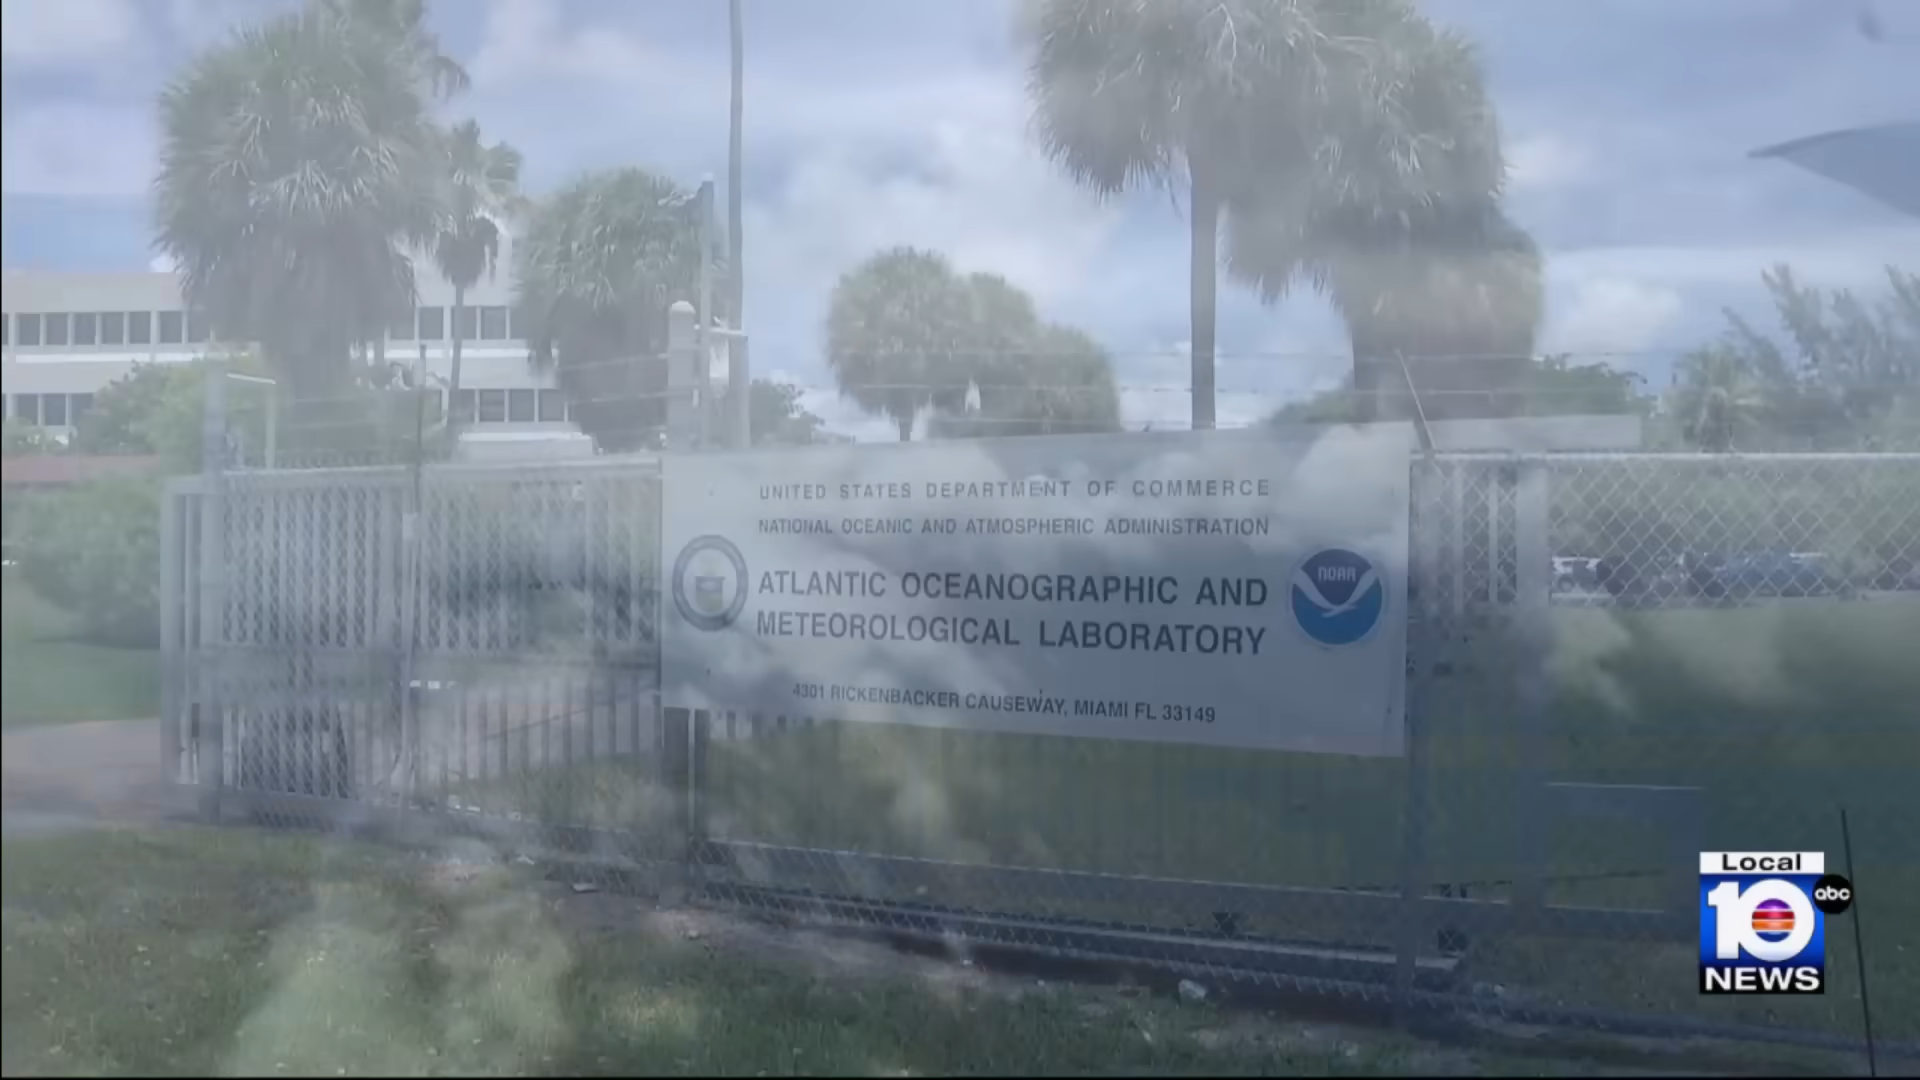 UNITED STATES DEPARTMENT OF COMMERCE
NATIONAL OCEANIC AND ATMOSPHERIC ADMINISTRATION
noaa
ATLANTIC OCEANOGRAPHIC AND
METEOROLOGICAL LABORATORY
4301 RICKENBACKER CAUSEWAY, MIAMI FL 33149
Local
10
abc
NEWS